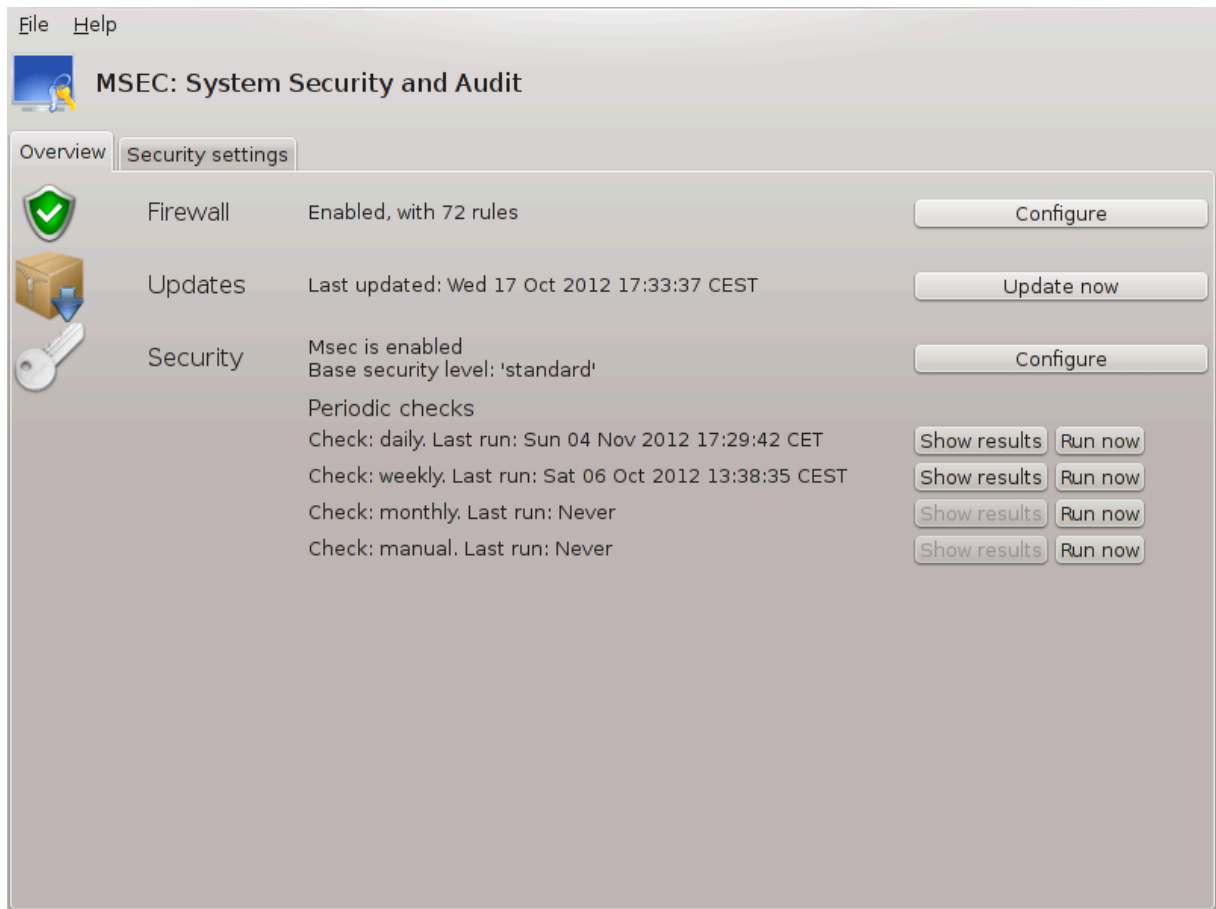 File Help
MSEC: System Security and Audit
Overview Security settings
Firewall Enabled, with 72 rules Configure
Updates Last updated: Wed 17 Oct 2012 17:33:37 CEST Update now
Security Msec is enabled
Base security level: 'standard' Configure
Periodic checks
Check: daily. Last run: Sun 04 Nov 2012 17:29:42 CET Show results Run now
Check: weekly. Last run: Sat 06 Oct 2012 13:38:35 CEST Show results Run now
Check: monthly. Last run: Never Show results Run now
Check: manual. Last run: Never Show results Run now